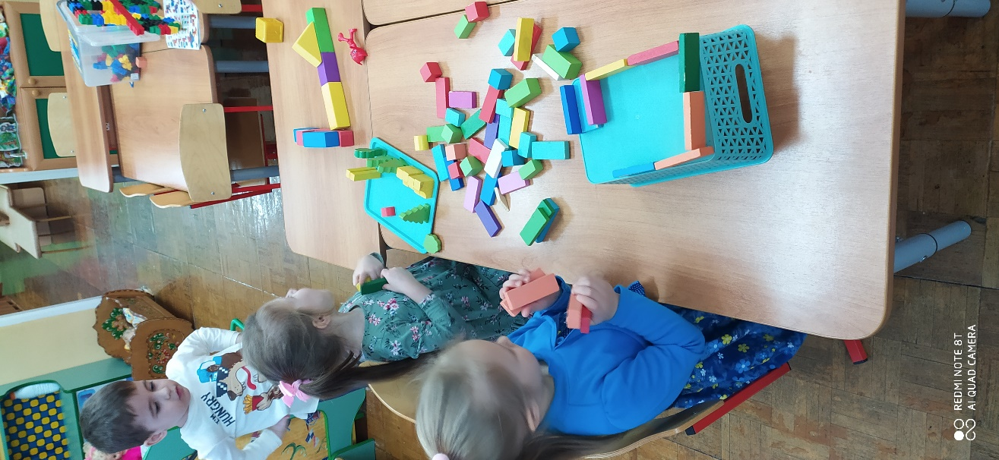 I'M
HUNGRY
REDMI NOTE 8T
AI QUAD CAMERA